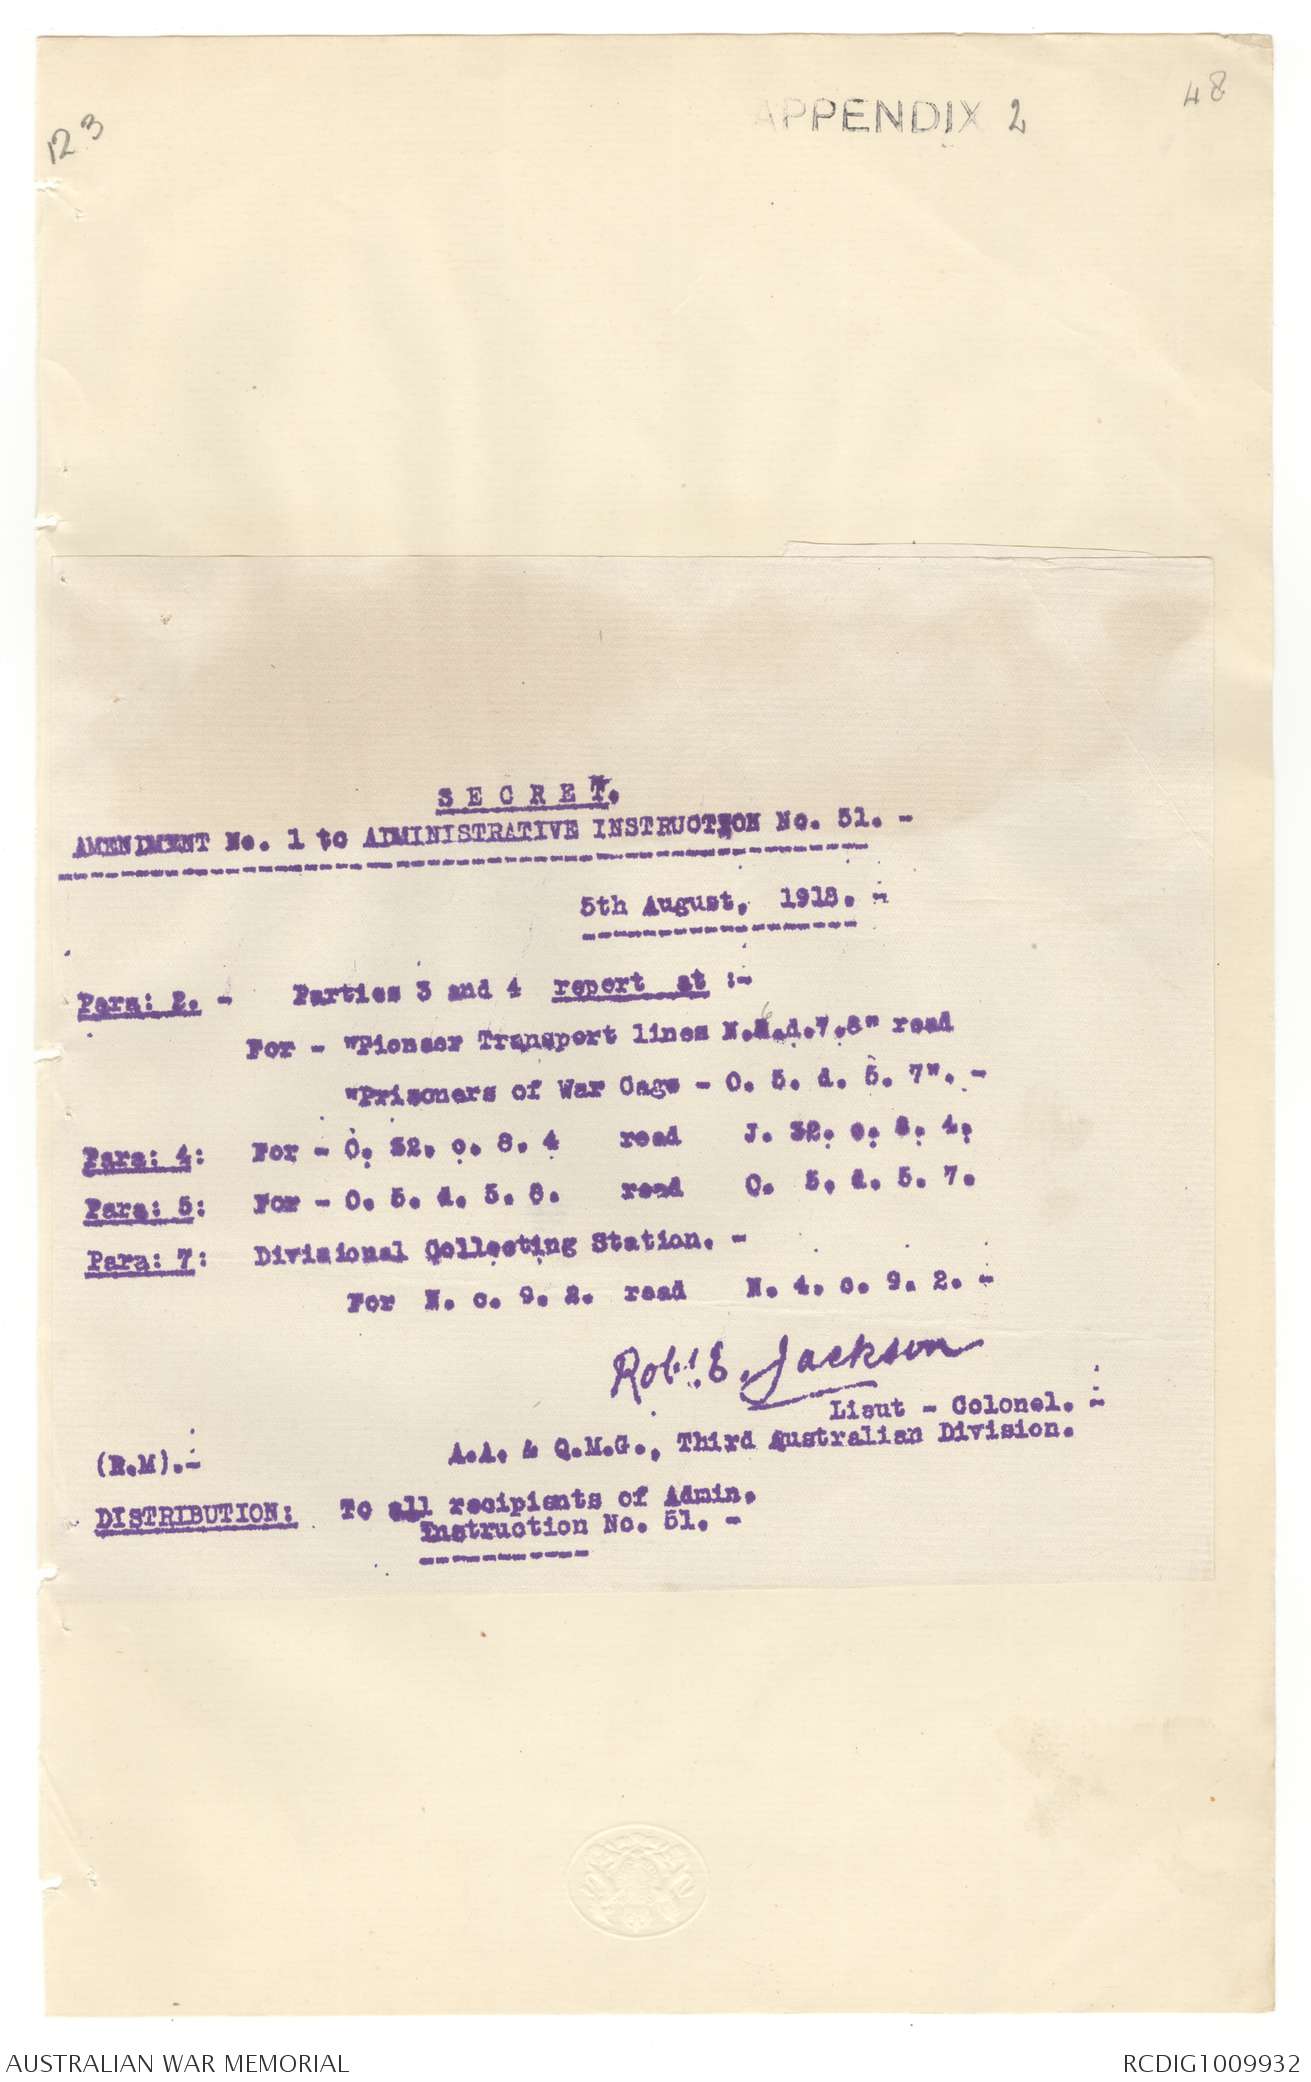 123
APPENDIX 2
48
S E C R E T.
AMENDMENT No. 1 to ADMINISTRATIVE INSTRUCTION No. 51. -
5th August, 1918. -
Para: 2. - Parties 3 and 4 report at :-
For - "Pioneer Transport lines N.6.d.7.8" read
"Prisoners of War Cage - O. 5. d. 5. 7". -
Para: 4: For - O. 32. c. 8. 4 read J. 32. c. 8. 4.
Para: 5: For - O. 5. d. 5. 8. read O. 5. d. 5. 7.
Para: 7: Divisional Collecting Station. -
For N. c. 9. 2. read N. 4. c. 9. 2. -
Robt. E. Jackson
Lieut - Colonel. -
A.A. & Q.M.G., Third Australian Division.
(R.M).-
DISTRIBUTION: To all recipients of Admin.
Instruction No. 51. -
AUSTRALIAN WAR MEMORIAL
RCDIG1009932